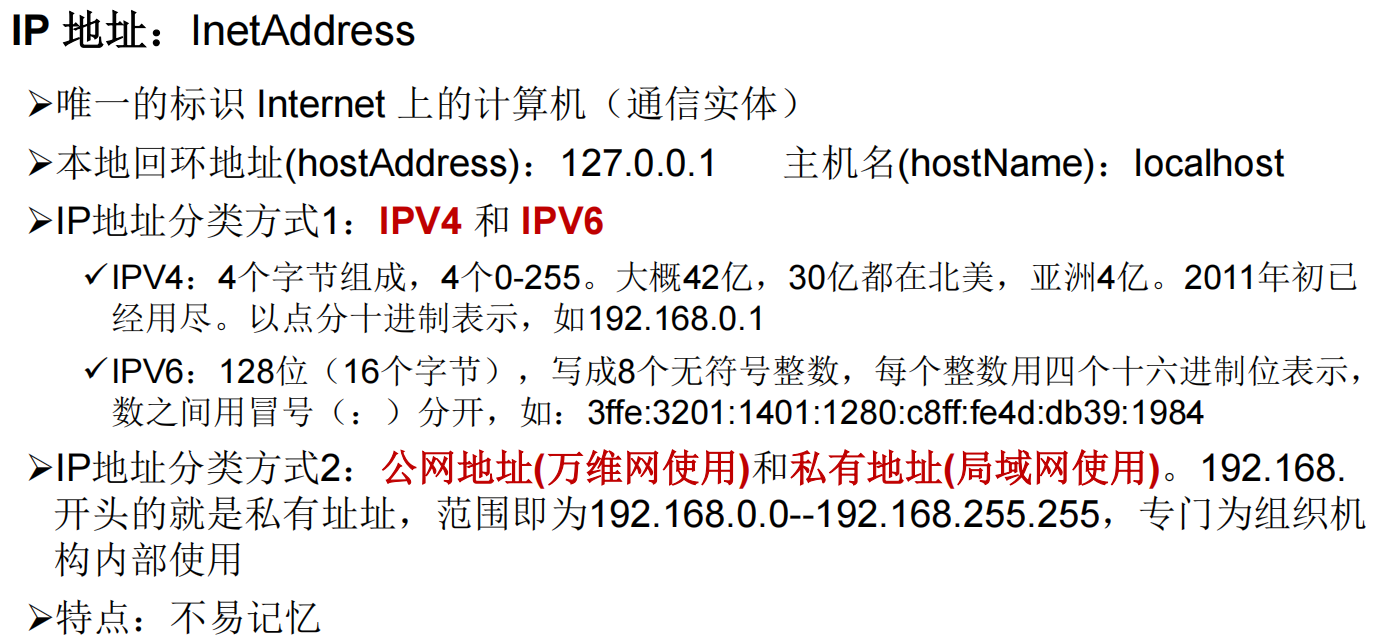 IP 地址：InetAddress
➢唯一的标识 Internet 上的计算机（通信实体）
➢本地回环地址(hostAddress)：127.0.0.1 主机名(hostName)：localhost
➢IP地址分类方式1：IPV4 和 IPV6
✓IPV4：4个字节组成，4个0-255。大概42亿，30亿都在北美，亚洲4亿。2011年初已
经用尽。以点分十进制表示，如192.168.0.1
✓IPV6：128位（16个字节），写成8个无符号整数，每个整数用四个十六进制位表示，
数之间用冒号（：）分开，如：3ffe:3201:1401:1280:c8ff:fe4d:db39:1984
➢IP地址分类方式2：公网地址(万维网使用)和私有地址(局域网使用)。192.168.
开头的就是私有址址，范围即为192.168.0.0--192.168.255.255，专门为组织机
构内部使用
➢特点：不易记忆